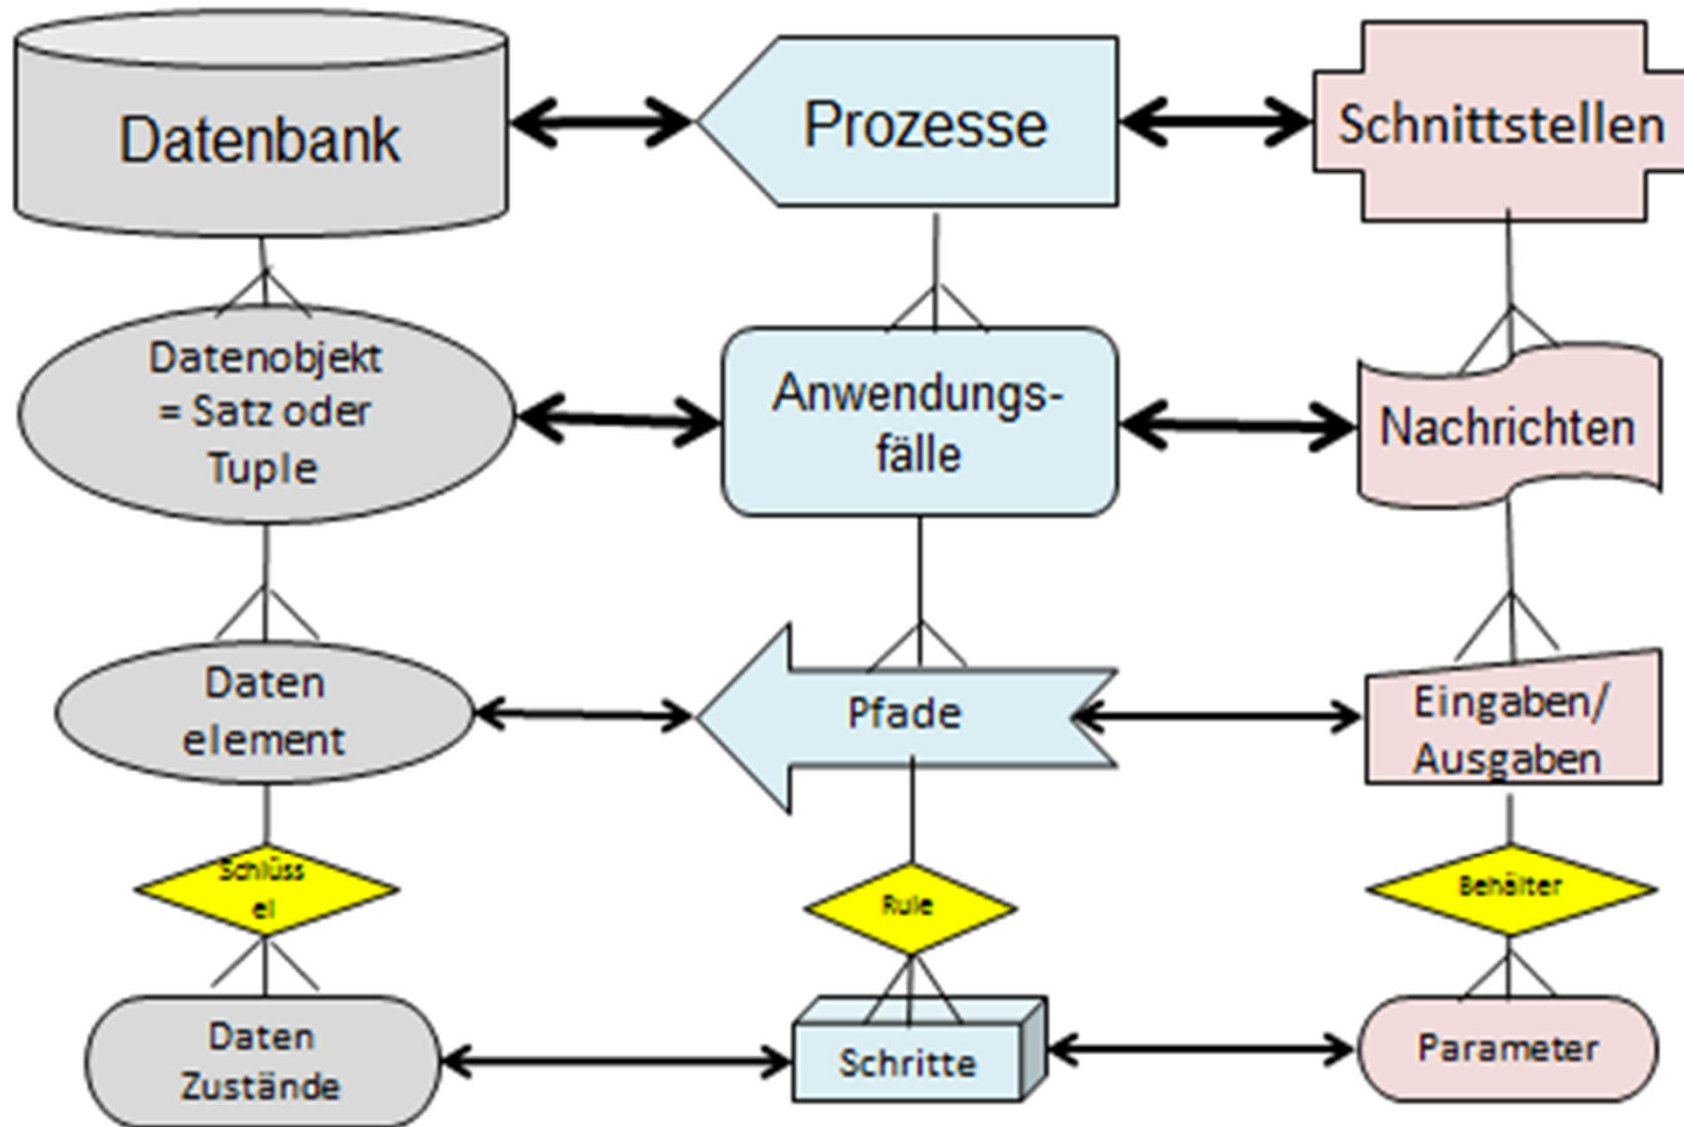 Datenbank
Prozesse
Schnittstellen
Datenobjekt
= Satz oder
Tuple
Anwendungs-
fälle
Nachrichten
Daten
element
Pfade
Eingaben/
Ausgaben
Schlüss
el
Rule
Behälter
Daten
Zustände
Schritte
Parameter